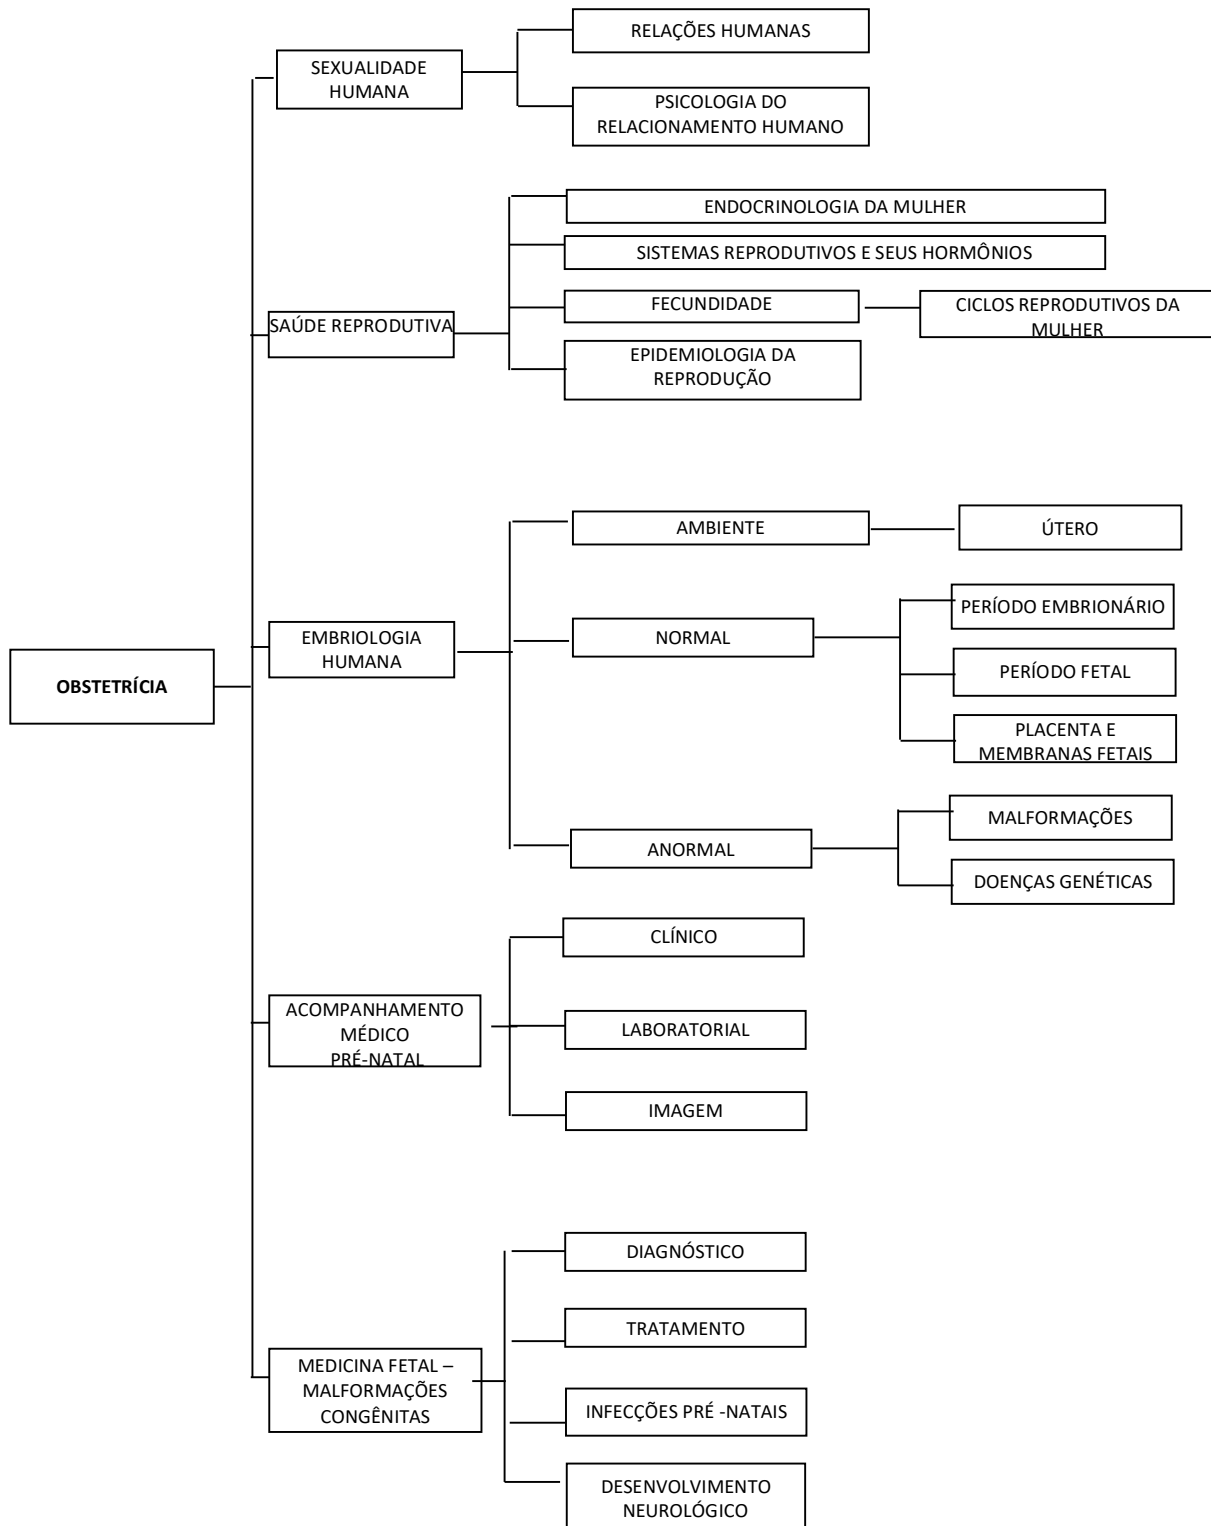 RELAÇÕES HUMANAS
SEXUALIDADE
HUMANA
PSICOLOGIA DO
RELACIONAMENTO HUMANO
ENDOCRINOLOGIA DA MULHER
SISTEMAS REPRODUTIVOS E SEUS HORMÔNIOS
SAÚDE REPRODUTIVA
FECUNDIDADE
CICLOS REPRODUTIVOS DA
MULHER
EPIDEMIOLOGIA DA
REPRODUÇÃO
AMBIENTE
ÚTERO
OBSTETRÍCIA
EMBRIOLOGIA
HUMANA
NORMAL
PERÍODO EMBRIONÁRIO
PERÍODO FETAL
PLACENTA E
MEMBRANAS FETAIS
ANORMAL
MALFORMAÇÕES
DOENÇAS GENÉTICAS
ACOMPANHAMENTO
MÉDICO
PRÉ-NATAL
CLÍNICO
LABORATORIAL
IMAGEM
MEDICINA FETAL –
MALFORMAÇÕES
CONGÊNITAS
DIAGNÓSTICO
TRATAMENTO
INFECÇÕES PRÉ -NATAIS
DESENVOLVIMENTO
NEUROLÓGICO